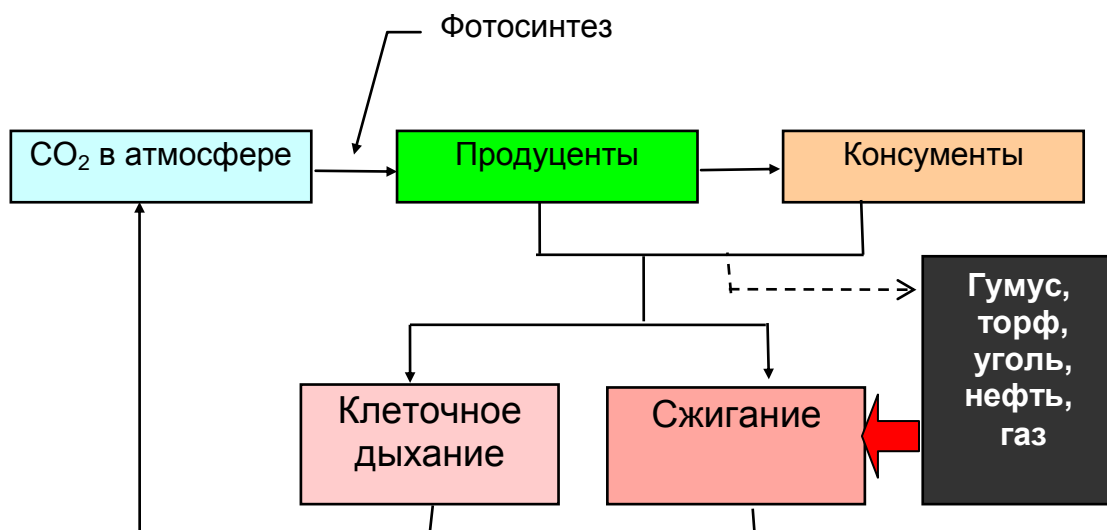 Фотосинтез
CO₂ в атмосфере
Продуценты
Консументы
Гумус,
торф,
уголь,
нефть,
газ
Клеточное
дыхание
Сжигание